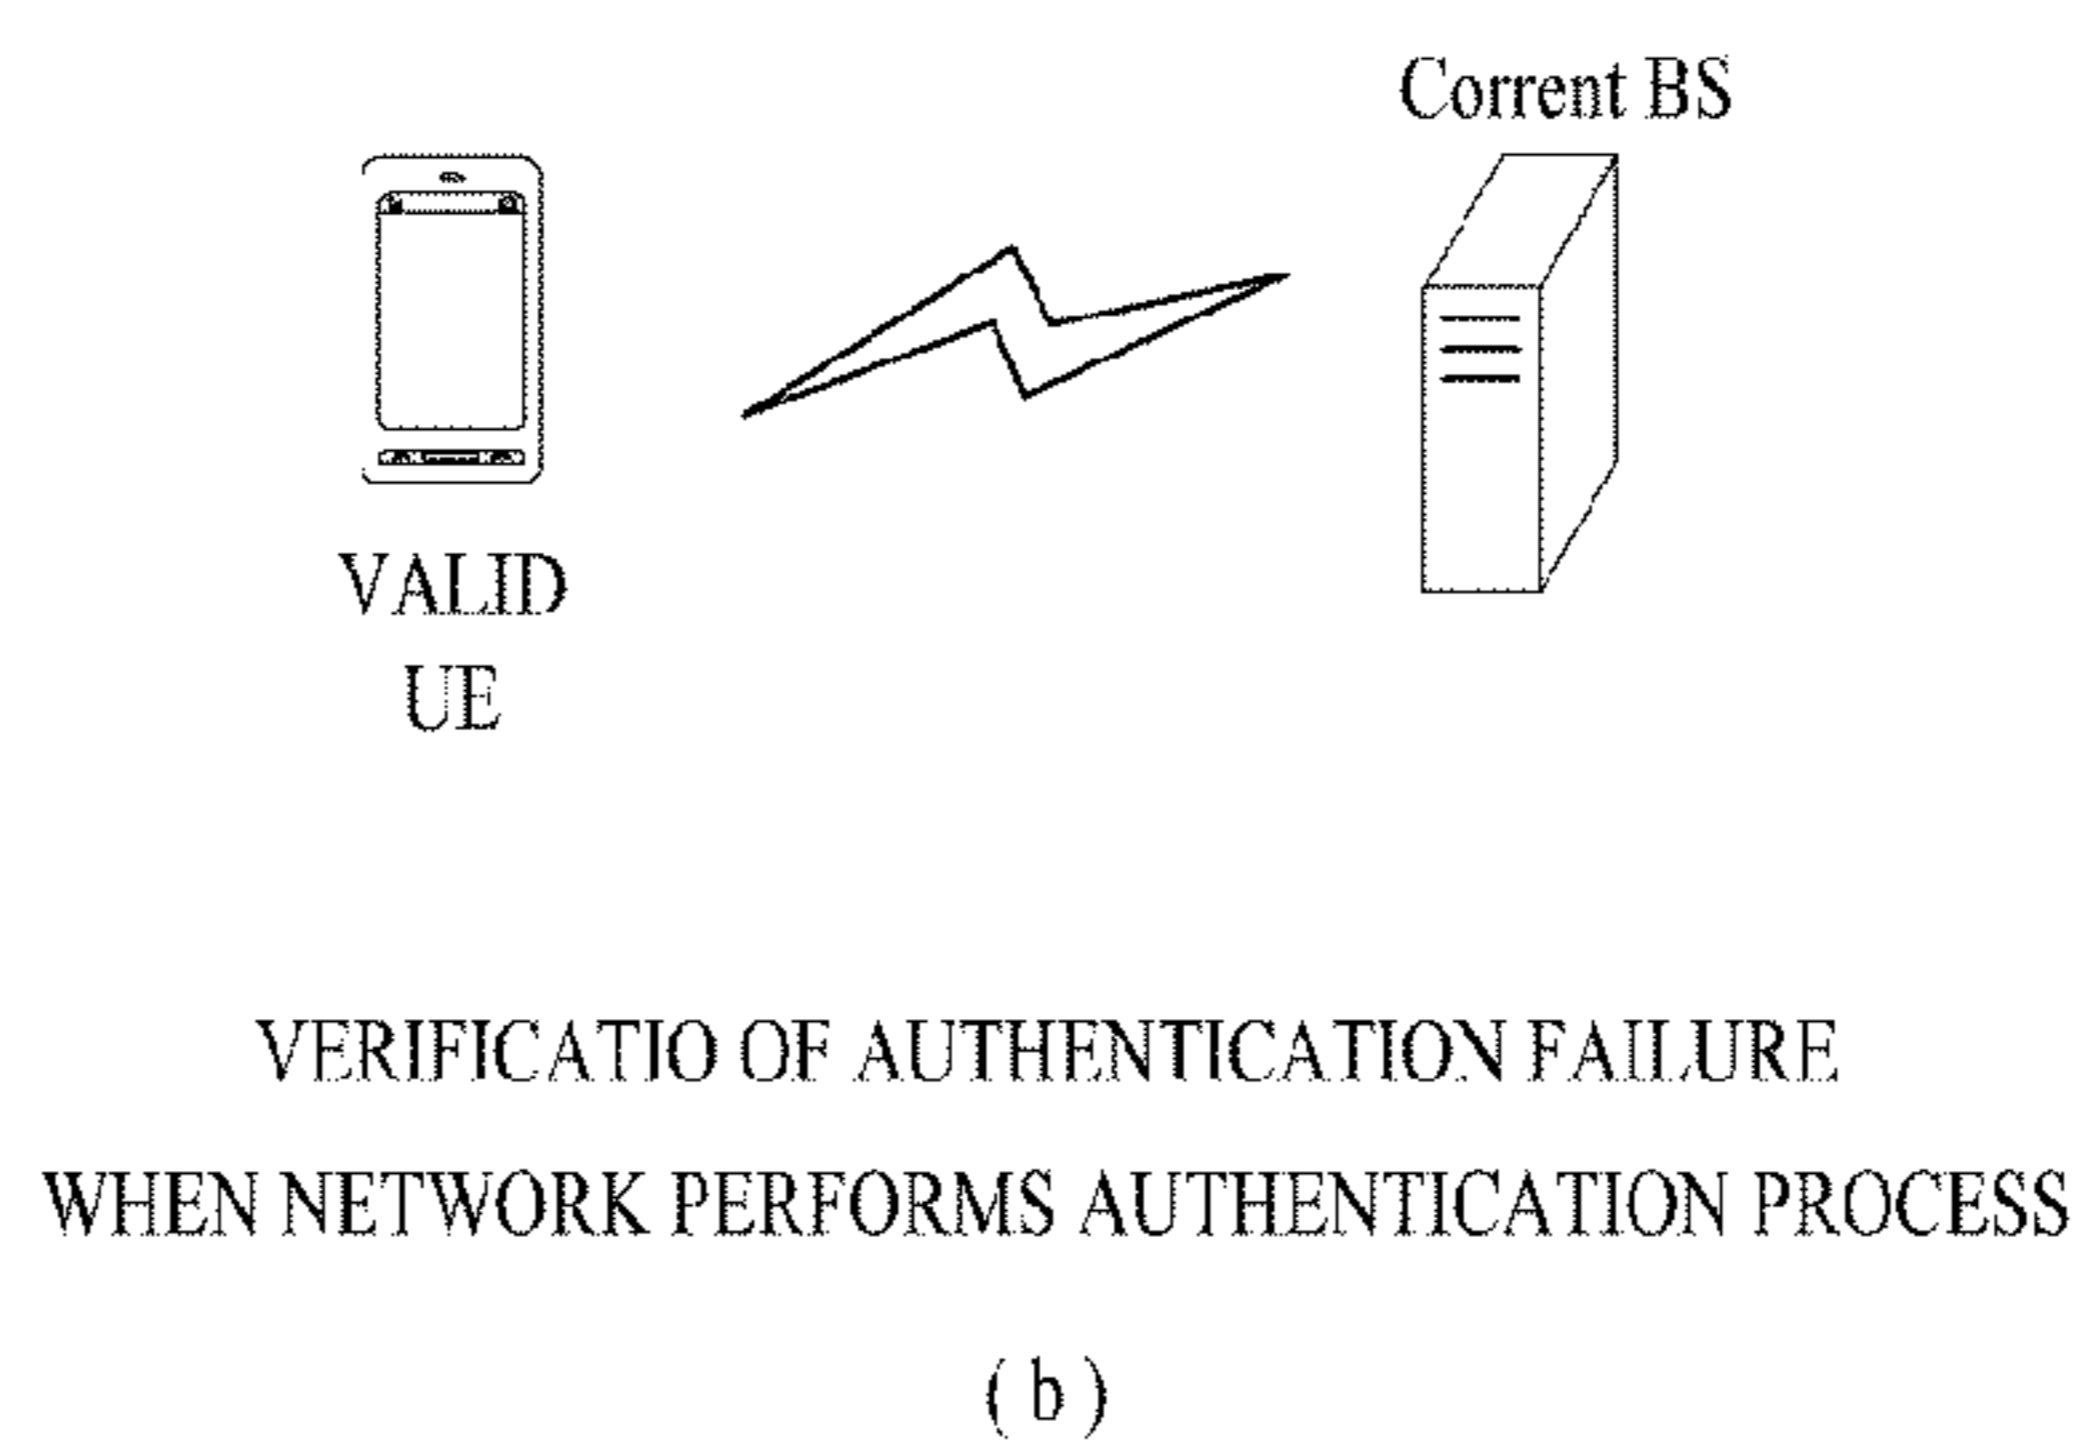 Corrent BS
VALID
UE
VERIFICATIO OF AUTHENTICATION FAILURE
WHEN NETWORK PERFORMS AUTHENTICATION PROCESS
( b )